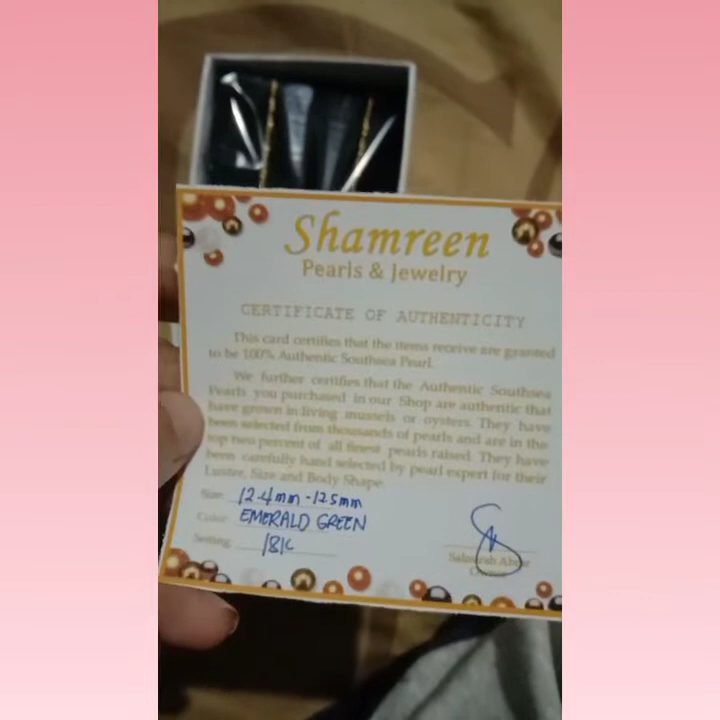 Shamreen
Pearls & Jewelry
CERTIFICATE OF AUTHENTICITY
This card certifies that the items receive are granted
to be 100% Authentic Southsea Pearl.
We further certifies that the Authentic Southsea
Pearls you purchased in our Shop are authentic that
have grown in living mussels or oysters. They have
been selected from thousands of pearls and are in the
top two percent of all finest pearls raised. They have
been carefully hand selected by pearl expert for their
Luster, Size and Body Shape
Size 12.4mm - 12.5mm
Color EMERALD GREEN
Setting 18K
Owner